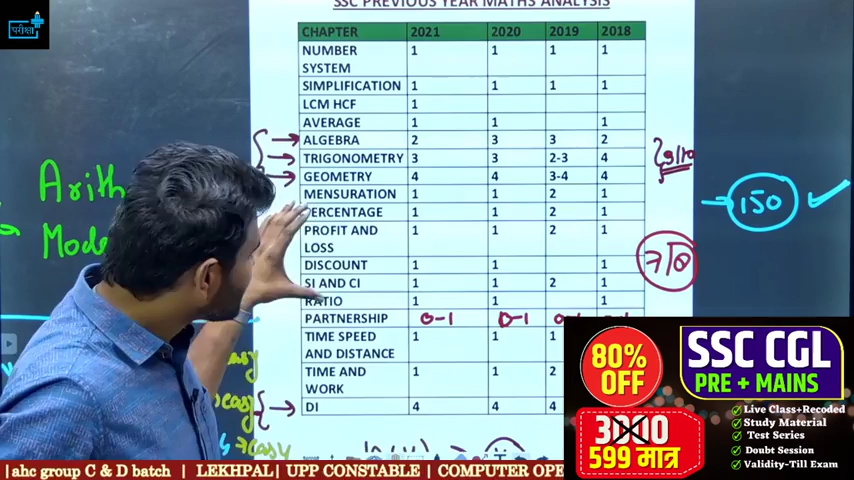 परीक्षा
SSC PREVIOUS YEAR MATHS ANALYSIS
CHAPTER 2021 2020 2019 2018
NUMBER SYSTEM 1 1 1 1
SIMPLIFICATION 1 1 1 1
LCM HCF 1
AVERAGE 1 1 1
ALGEBRA 2 3 3 2
TRIGONOMETRY 3 3 2-3 4
GEOMETRY 4 4 3-4 4
MENSURATION 1 1 2 1
PERCENTAGE 1 1 2 1
PROFIT AND LOSS 1 1 2 1
DISCOUNT 1 1 1
SI AND CI 1 1 2 1
RATIO 1 1 1
PARTNERSHIP 0-1 0-1
TIME SPEED AND DISTANCE 1 1 1
TIME AND WORK 1 1 2
DI 4 4 4
Arith
Mode
150
7/8
easy
easy
easy
80% OFF
SSC CGL
PRE + MAINS
3000
599 मात्र
Live Class+Recoded
Study Material
Test Series
Doubt Session
Validity-Till Exam
|ahc group C & D batch | LEKHPAL| UPP CONSTABLE | COMPUTER OPE